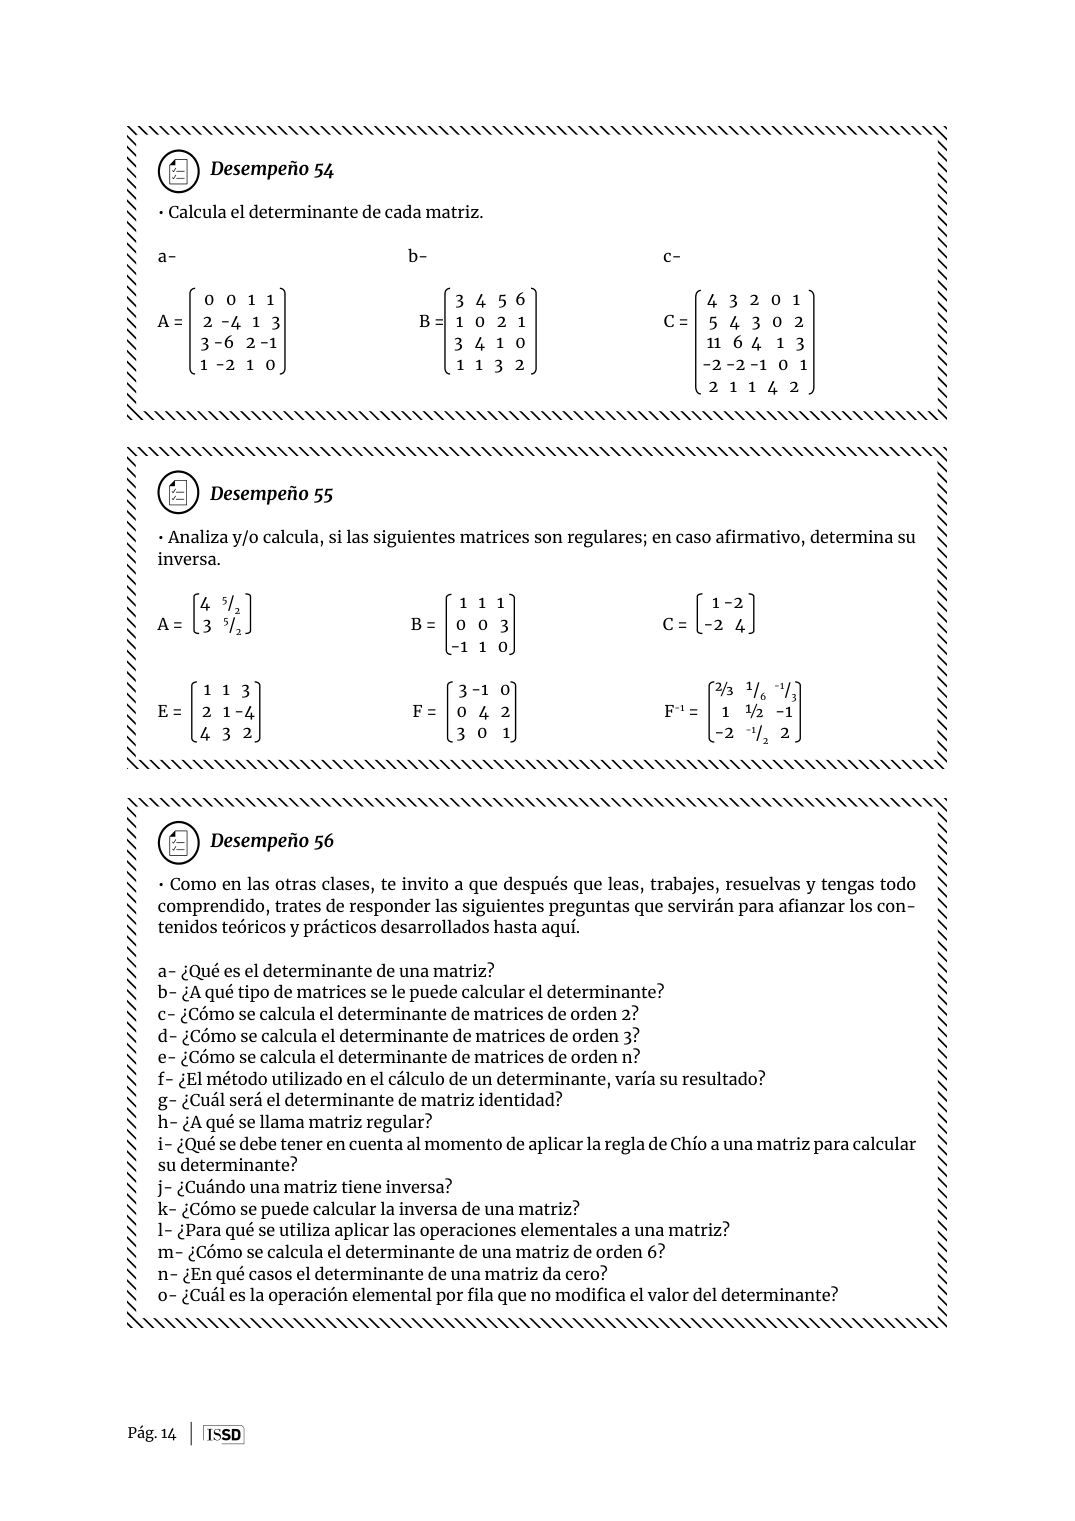 Desempeño 54
· Calcula el determinante de cada matriz.
a- b- c-
0 0 1 1
A = 2 -4 1 3
3 -6 2 -1
1 -2 1 0
3 4 5 6
B = 1 0 2 1
3 4 1 0
1 1 3 2
4 3 2 0 1
C = 5 4 3 0 2
11 6 4 1 3
-2 -2 -1 0 1
2 1 1 4 2
Desempeño 55
· Analiza y/o calcula, si las siguientes matrices son regulares; en caso afirmativo, determina su
inversa.
4 5/2
A = 3 5/2
1 1 1
B = 0 0 3
-1 1 0
1 -2
C = -2 4
1 1 3
E = 2 1 -4
4 3 2
3 -1 0
F = 0 4 2
3 0 1
2/3 1/6 -1/3
F-1 = 1 1/2 -1
-2 -1/2 2
Desempeño 56
· Como en las otras clases, te invito a que después que leas, trabajes, resuelvas y tengas todo
comprendido, trates de responder las siguientes preguntas que servirán para afianzar los con-
tenidos teóricos y prácticos desarrollados hasta aquí.
a- ¿Qué es el determinante de una matriz?
b- ¿A qué tipo de matrices se le puede calcular el determinante?
c- ¿Cómo se calcula el determinante de matrices de orden 2?
d- ¿Cómo se calcula el determinante de matrices de orden 3?
e- ¿Cómo se calcula el determinante de matrices de orden n?
f- ¿El método utilizado en el cálculo de un determinante, varía su resultado?
g- ¿Cuál será el determinante de matriz identidad?
h- ¿A qué se llama matriz regular?
i- ¿Qué se debe tener en cuenta al momento de aplicar la regla de Chío a una matriz para calcular
su determinante?
j- ¿Cuándo una matriz tiene inversa?
k- ¿Cómo se puede calcular la inversa de una matriz?
l- ¿Para qué se utiliza aplicar las operaciones elementales a una matriz?
m- ¿Cómo se calcula el determinante de una matriz de orden 6?
n- ¿En qué casos el determinante de una matriz da cero?
o- ¿Cuál es la operación elemental por fila que no modifica el valor del determinante?
Pág. 14 ISSD